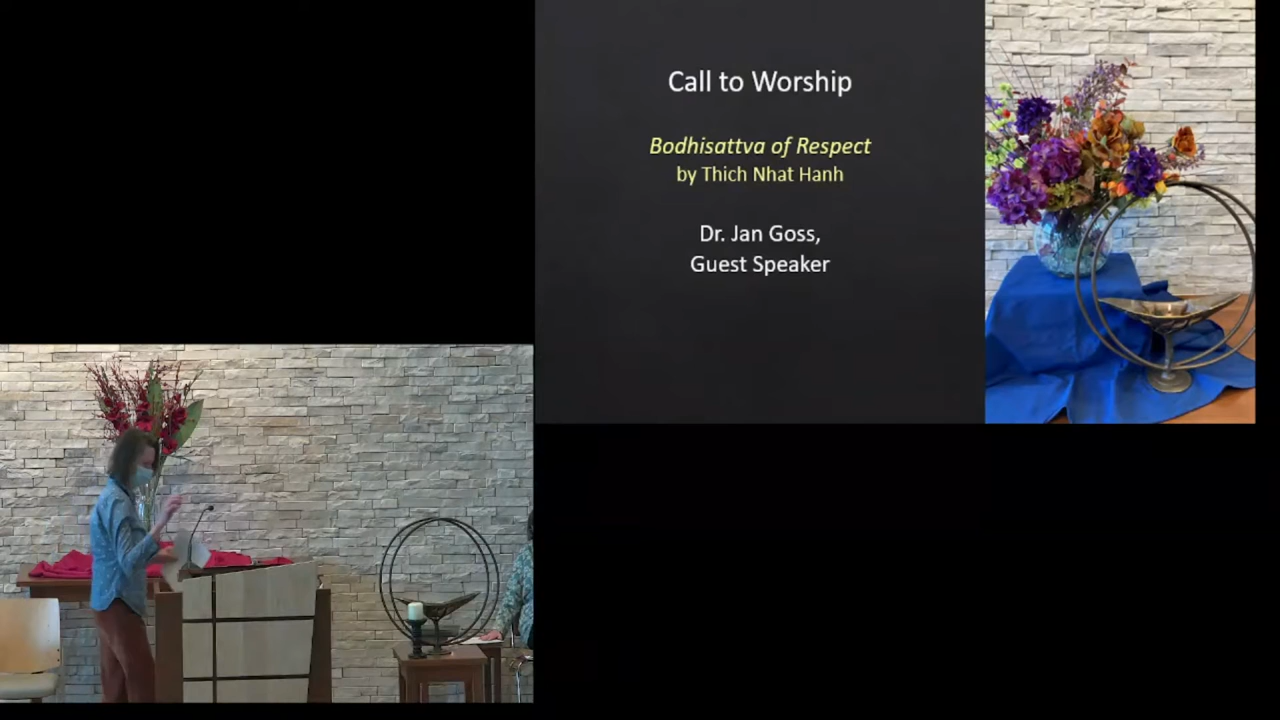 Call to Worship
Bodhisattva of Respect
by Thich Nhat Hanh
Dr. Jan Goss,
Guest Speaker